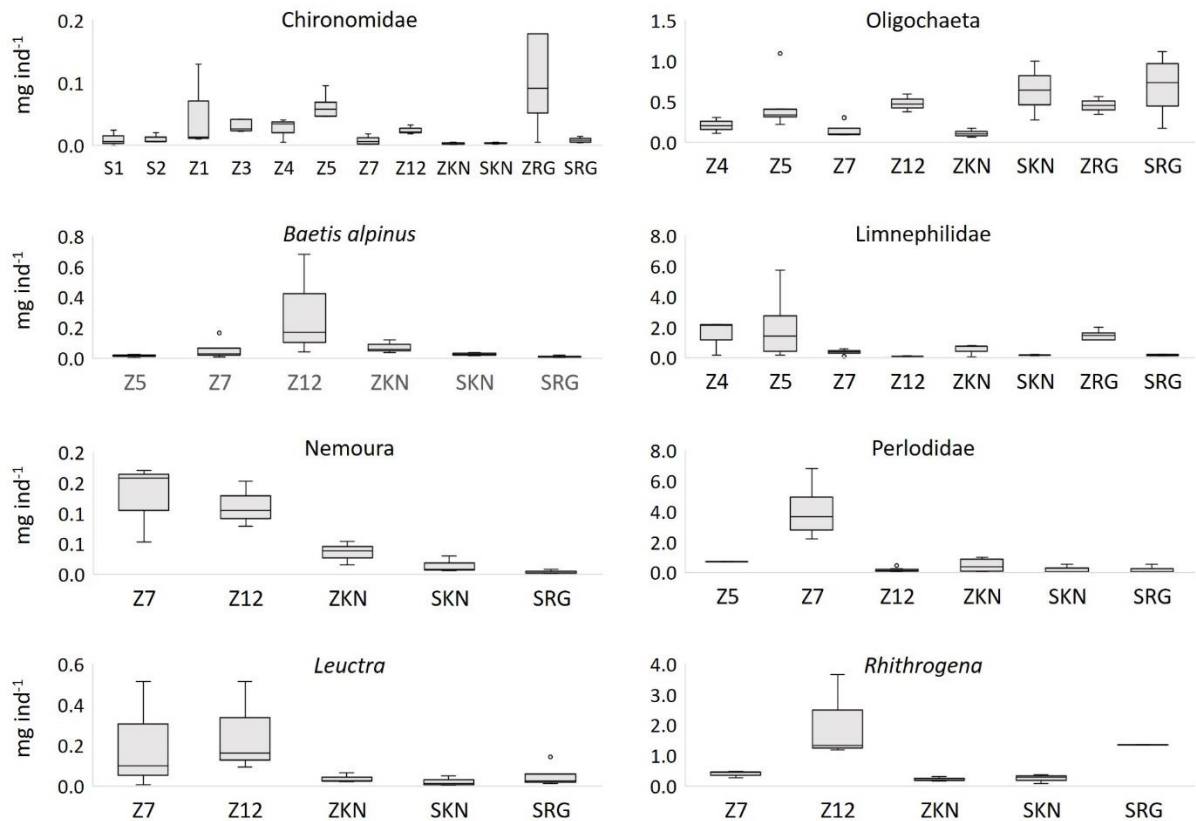 Chironomidae
mg ind-1
0.2
0.1
0.0
S1 S2 Z1 Z3 Z4 Z5 Z7 Z12 ZKN SKN ZRG SRG
Oligochaeta
1.5
1.0
0.5
0.0
Z4 Z5 Z7 Z12 ZKN SKN ZRG SRG
Baetis alpinus
mg ind-1
0.8
0.6
0.4
0.2
0.0
Z5 Z7 Z12 ZKN SKN SRG
Limnephilidae
8.0
6.0
4.0
2.0
0.0
Z4 Z5 Z7 Z12 ZKN SKN ZRG SRG
Nemoura
mg ind-1
0.2
0.2
0.1
0.1
0.0
Z7 Z12 ZKN SKN SRG
Perlodidae
8.0
6.0
4.0
2.0
0.0
Z5 Z7 Z12 ZKN SKN SRG
Leuctra
mg ind-1
0.6
0.4
0.2
0.0
Z7 Z12 ZKN SKN SRG
Rhithrogena
4.0
3.0
2.0
1.0
0.0
Z7 Z12 ZKN SKN SRG